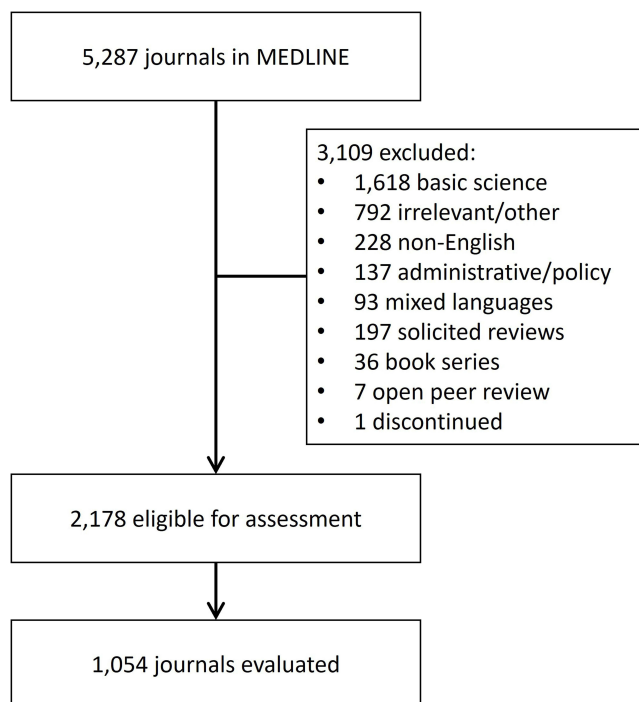 5,287 journals in MEDLINE
3,109 excluded:
• 1,618 basic science
• 792 irrelevant/other
• 228 non-English
• 137 administrative/policy
• 93 mixed languages
• 197 solicited reviews
• 36 book series
• 7 open peer review
• 1 discontinued
2,178 eligible for assessment
1,054 journals evaluated